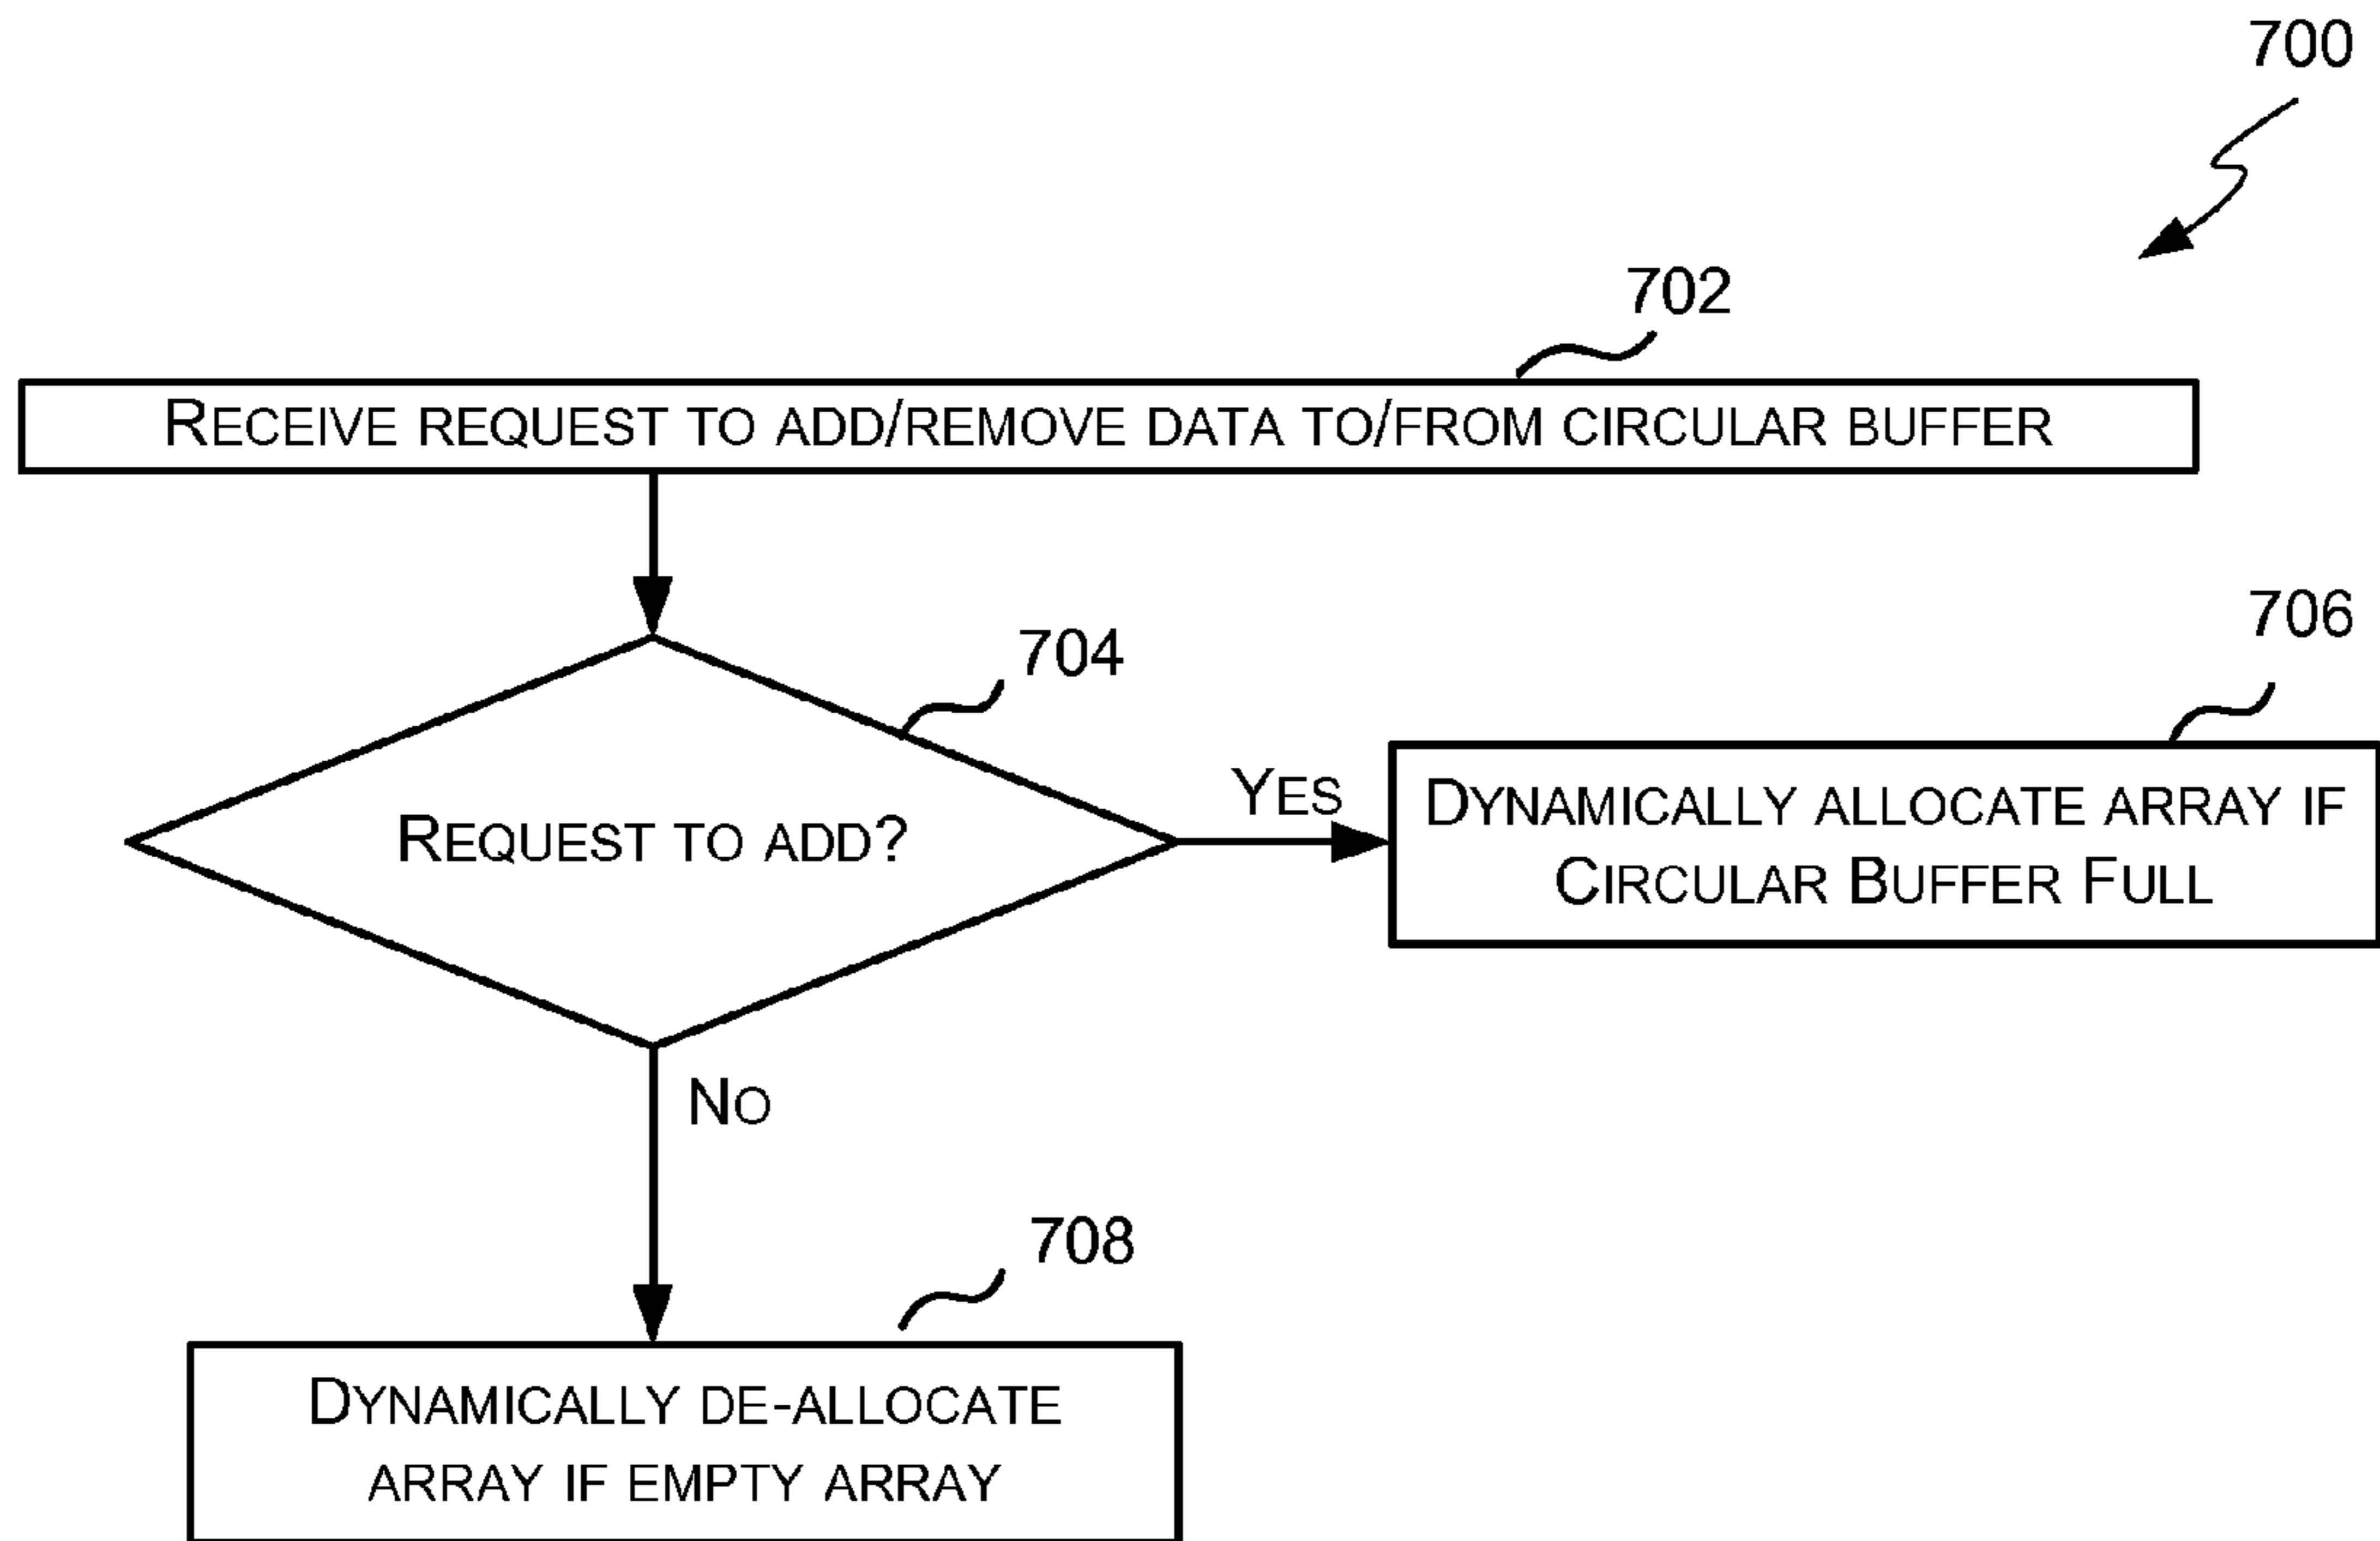 700
702
RECEIVE REQUEST TO ADD/REMOVE DATA TO/FROM CIRCULAR BUFFER
704
REQUEST TO ADD?
YES
706
DYNAMICALLY ALLOCATE ARRAY IF
CIRCULAR BUFFER FULL
NO
708
DYNAMICALLY DE-ALLOCATE
ARRAY IF EMPTY ARRAY